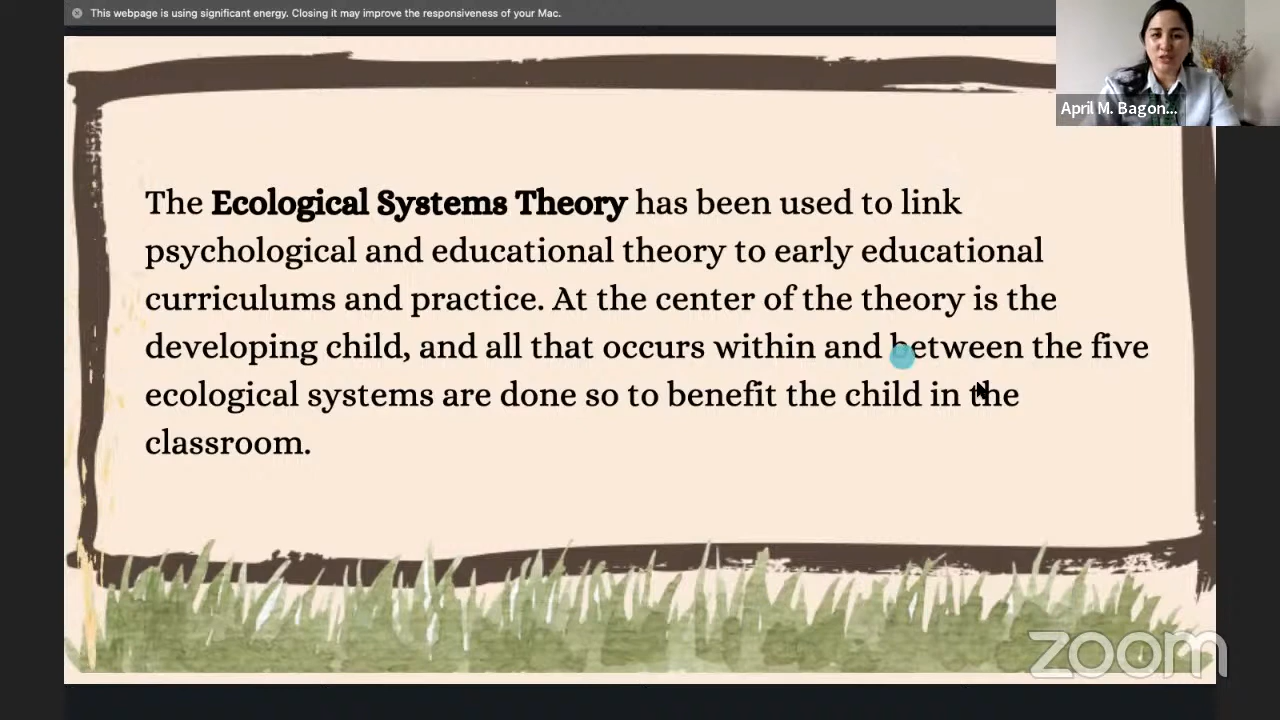 This webpage is using significant energy. Closing it may improve the responsiveness of your Mac.
April M. Bagon...
The Ecological Systems Theory has been used to link
psychological and educational theory to early educational
curriculums and practice. At the center of the theory is the
developing child, and all that occurs within and between the five
ecological systems are done so to benefit the child in the
classroom.
zoom